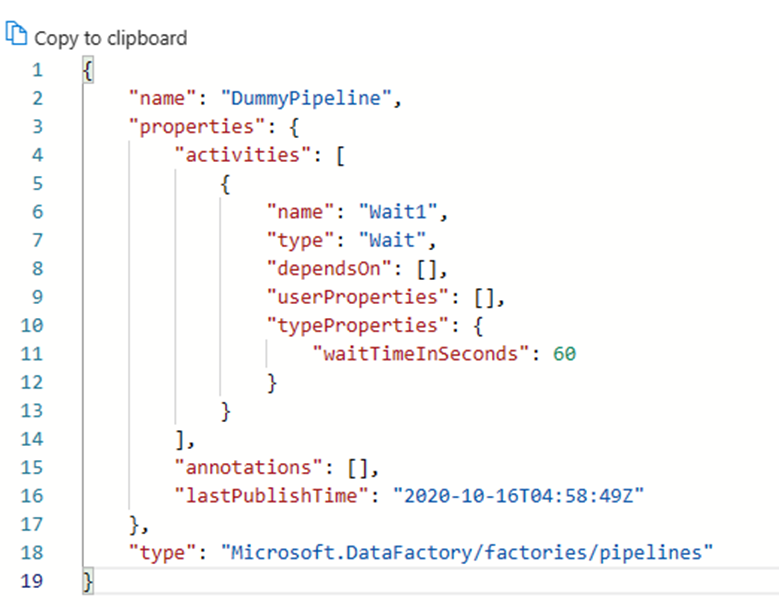 Copy to clipboard
1 {
2 "name": "DummyPipeline",
3 "properties": {
4 "activities": [
5 {
6 "name": "Wait1",
7 "type": "Wait",
8 "dependsOn": [],
9 "userProperties": [],
10 "typeProperties": {
11 "waitTimeInSeconds": 60
12 }
13 }
14 ],
15 "annotations": [],
16 "lastPublishTime": "2020-10-16T04:58:49Z"
17 },
18 "type": "Microsoft.DataFactory/factories/pipelines"
19 }